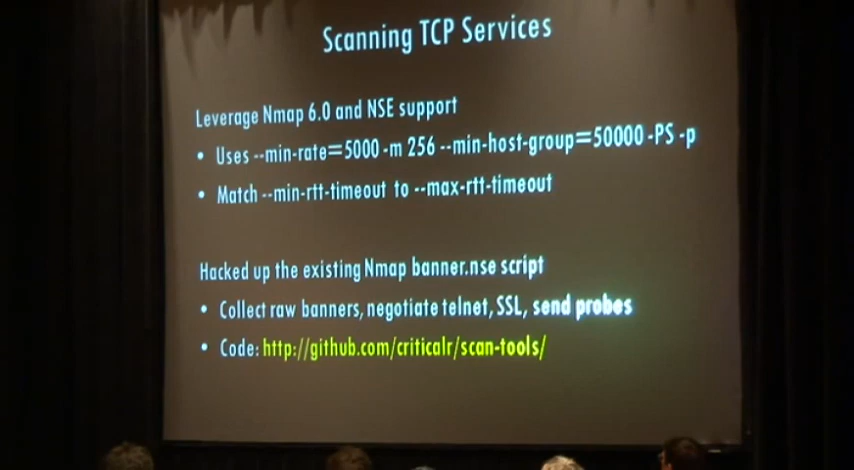 Scanning TCP Services
Leverage Nmap 6.0 and NSE support
• Uses --min-rate=5000 -m 256 --min-host-group=50000 -PS -p
• Match --min-rtt-timeout to --max-rtt-timeout
Hacked up the existing Nmap banner.nse script
• Collect raw banners, negotiate telnet, SSL, send probes
• Code: http://github.com/criticalr/scan-tools/